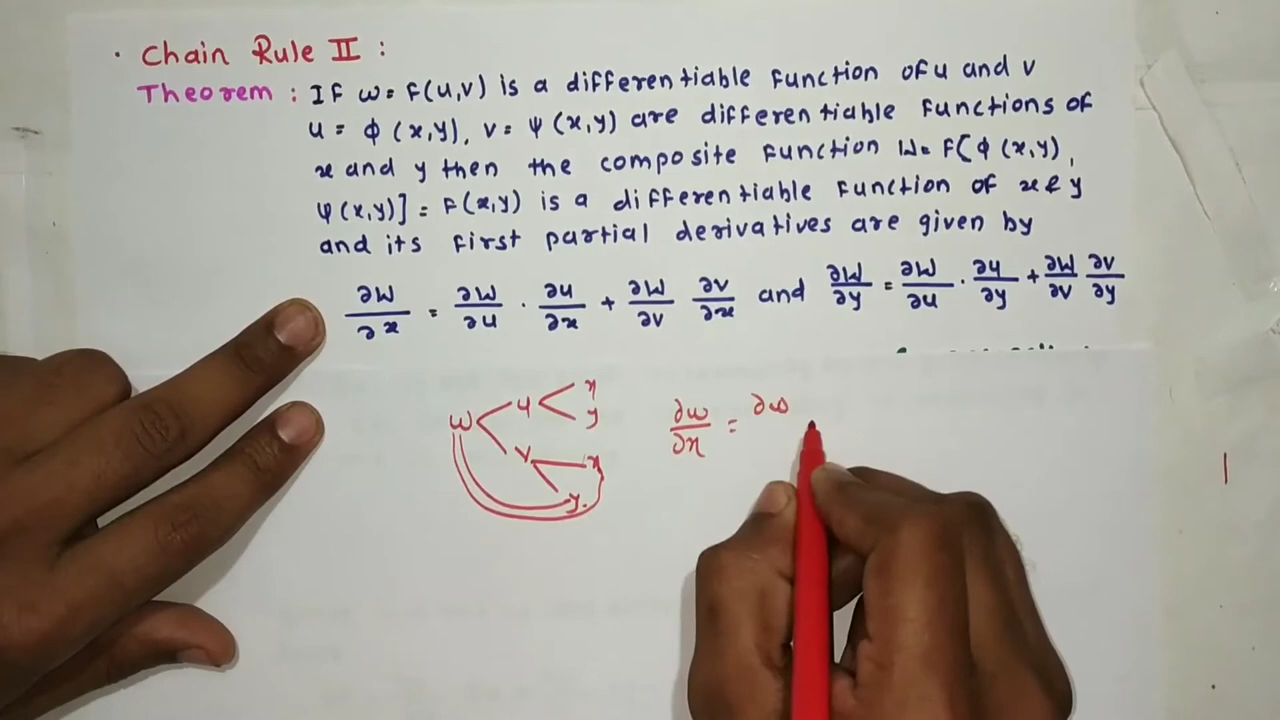 · Chain Rule II :
Theorem : If ω = f(u,v) is a differentiable function of u and v
u = ϕ (x,y), v = ψ (x,y) are differentiable functions of
x and y then the composite function W = f[ϕ (x,y),
ψ(x,y)] = F(x,y) is a differentiable function of x & y
and its first partial derivatives are given by
∂W/∂x = ∂W/∂u · ∂u/∂x + ∂W/∂v ∂v/∂x and ∂W/∂y = ∂W/∂u · ∂u/∂y + ∂W/∂v ∂v/∂y
x
u
y
ω
v x
y.
∂ω/∂x = ∂ω